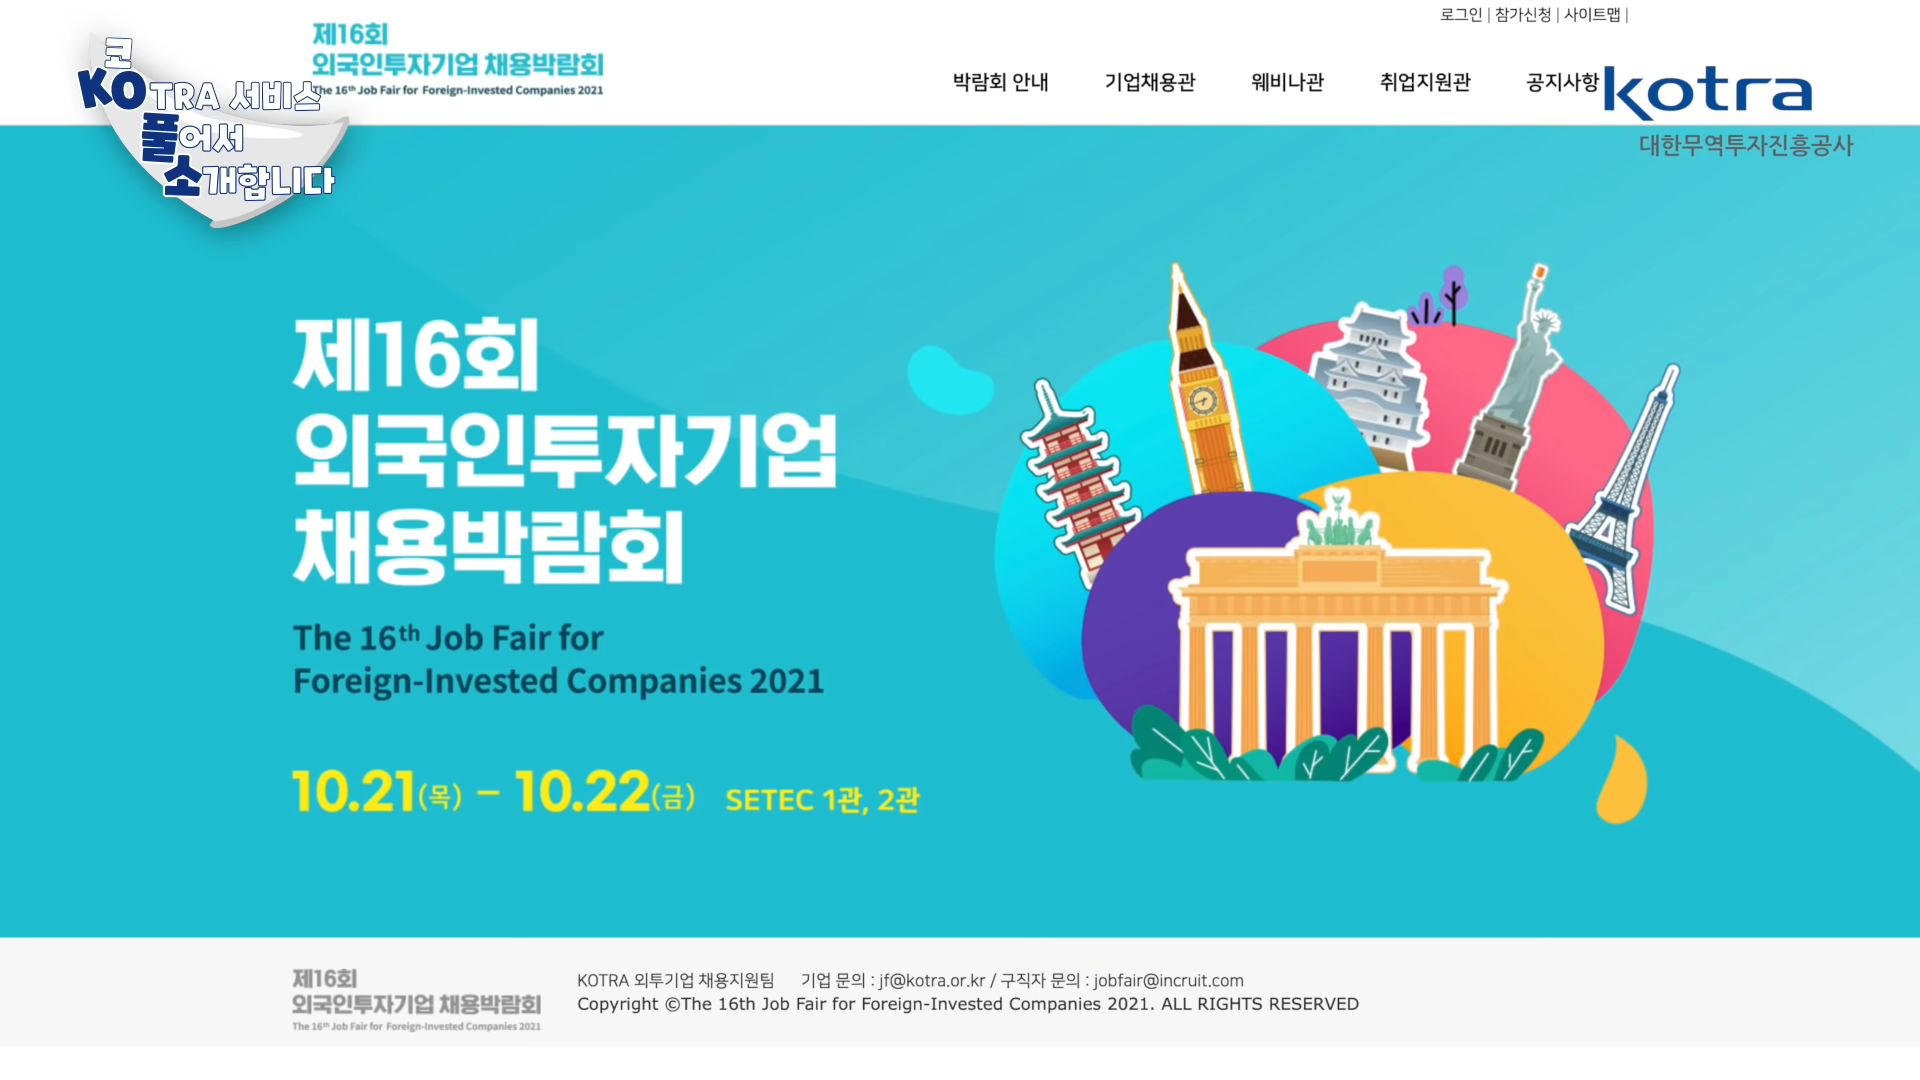 로그인 | 참가신청 | 사이트맵 |
제16회
외국인투자기업 채용박람회
The 16th Job Fair for Foreign-Invested Companies 2021
코
KOTRA 서비스
풀어서
소개합니다
박람회 안내 기업채용관 웨비나관 취업지원관 공지사항
kotra
대한무역투자진흥공사
제16회
외국인투자기업
채용박람회
The 16th Job Fair for
Foreign-Invested Companies 2021
10.21(목) – 10.22(금) SETEC 1관, 2관
제16회
외국인투자기업 채용박람회
The 16th Job Fair for Foreign-Invested Companies 2021
KOTRA 외투기업 채용지원팀 기업 문의 : jf@kotra.or.kr / 구직자 문의 : jobfair@incruit.com
Copyright ©The 16th Job Fair for Foreign-Invested Companies 2021. ALL RIGHTS RESERVED